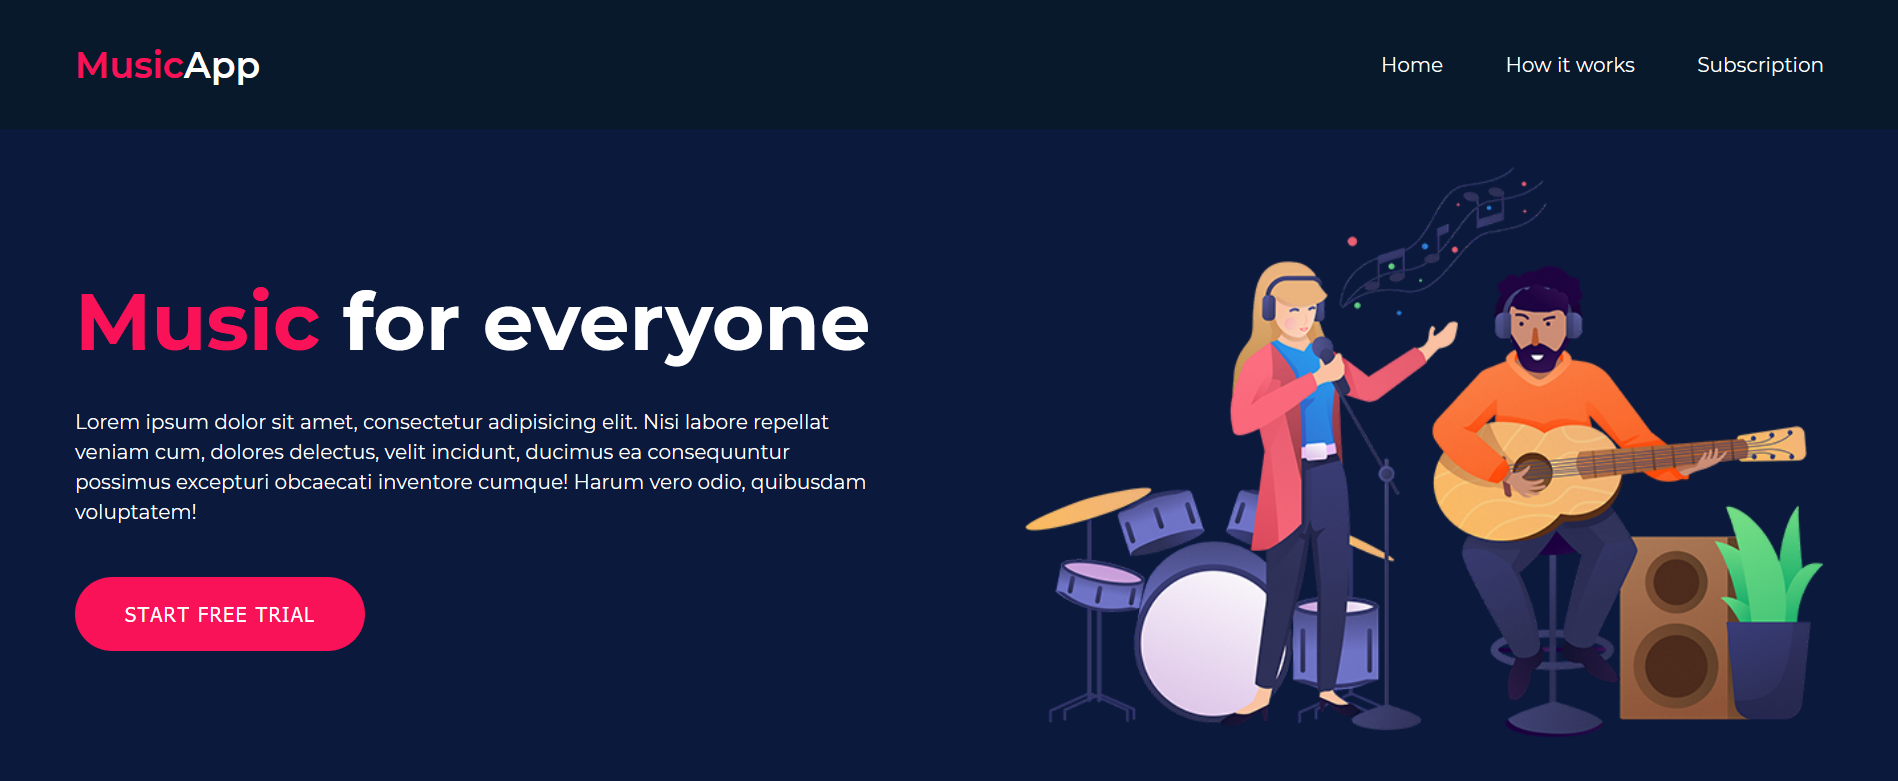 MusicApp
Home
How it works
Subscription
Music for everyone
Lorem ipsum dolor sit amet, consectetur adipisicing elit. Nisi labore repellat
veniam cum, dolores delectus, velit incidunt, ducimus ea consequuntur
possimus excepturi obcaecati inventore cumque! Harum vero odio, quibusdam
voluptatem!
START FREE TRIAL